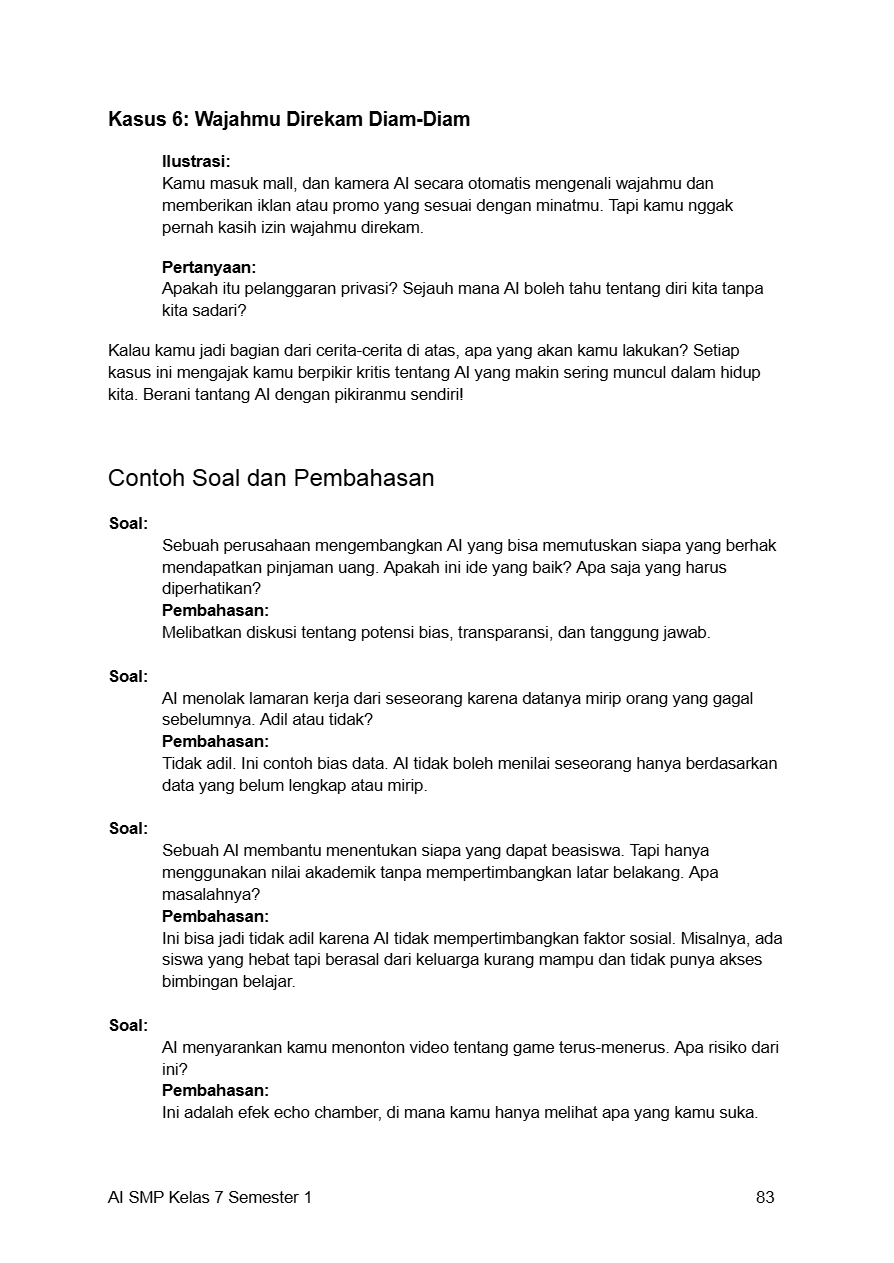 Kasus 6: Wajahmu Direkam Diam-Diam
Ilustrasi:
Kamu masuk mall, dan kamera AI secara otomatis mengenali wajahmu dan
memberikan iklan atau promo yang sesuai dengan minatmu. Tapi kamu nggak
pernah kasih izin wajahmu direkam.
Pertanyaan:
Apakah itu pelanggaran privasi? Sejauh mana AI boleh tahu tentang diri kita tanpa
kita sadari?
Kalau kamu jadi bagian dari cerita-cerita di atas, apa yang akan kamu lakukan? Setiap
kasus ini mengajak kamu berpikir kritis tentang AI yang makin sering muncul dalam hidup
kita. Berani tantang AI dengan pikiranmu sendiri!
Contoh Soal dan Pembahasan
Soal:
Sebuah perusahaan mengembangkan AI yang bisa memutuskan siapa yang berhak
mendapatkan pinjaman uang. Apakah ini ide yang baik? Apa saja yang harus
diperhatikan?
Pembahasan:
Melibatkan diskusi tentang potensi bias, transparansi, dan tanggung jawab.
Soal:
AI menolak lamaran kerja dari seseorang karena datanya mirip orang yang gagal
sebelumnya. Adil atau tidak?
Pembahasan:
Tidak adil. Ini contoh bias data. AI tidak boleh menilai seseorang hanya berdasarkan
data yang belum lengkap atau mirip.
Soal:
Sebuah AI membantu menentukan siapa yang dapat beasiswa. Tapi hanya
menggunakan nilai akademik tanpa mempertimbangkan latar belakang. Apa
masalahnya?
Pembahasan:
Ini bisa jadi tidak adil karena AI tidak mempertimbangkan faktor sosial. Misalnya, ada
siswa yang hebat tapi berasal dari keluarga kurang mampu dan tidak punya akses
bimbingan belajar.
Soal:
AI menyarankan kamu menonton video tentang game terus-menerus. Apa risiko dari
ini?
Pembahasan:
Ini adalah efek echo chamber, di mana kamu hanya melihat apa yang kamu suka.
AI SMP Kelas 7 Semester 1 83